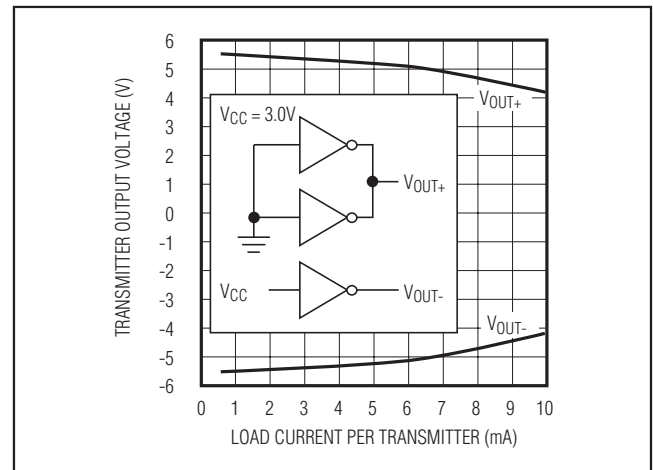 TRANSMITTER OUTPUT VOLTAGE (V)
6
5
4
3
2
1
0
-1
-2
-3
-4
-5
-6
VOUT+
VCC = 3.0V
VOUT+
VCC
VOUT-
VOUT-
0 1 2 3 4 5 6 7 8 9 10
LOAD CURRENT PER TRANSMITTER (mA)